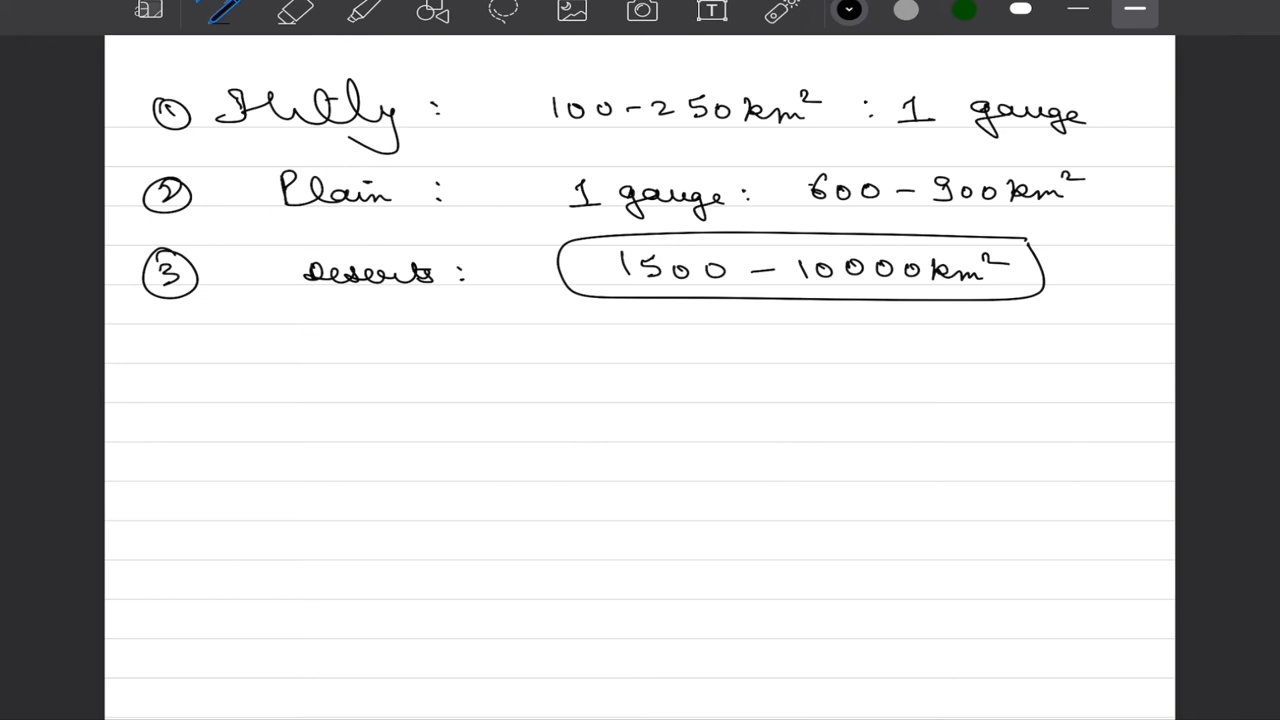 ① Hilly : 100-250 km² : 1 gauge
② Plain : 1 gauge : 600 - 900 km²
③ Deserts : 1500 - 10000 km²